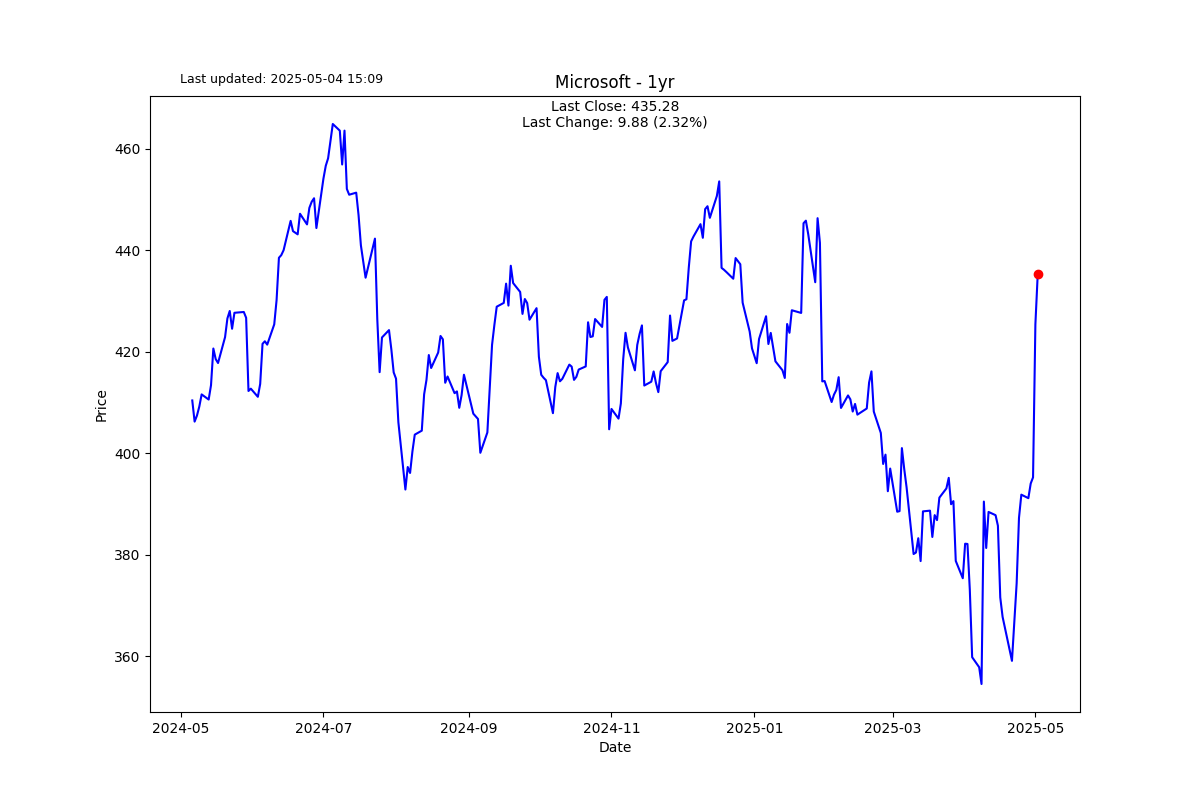 Last updated: 2025-05-04 15:09
Microsoft - 1yr
Last Close: 435.28
Last Change: 9.88 (2.32%)
460
440
420
400
380
360
Price
2024-05
2024-07
2024-09
2024-11
2025-01
2025-03
2025-05
Date